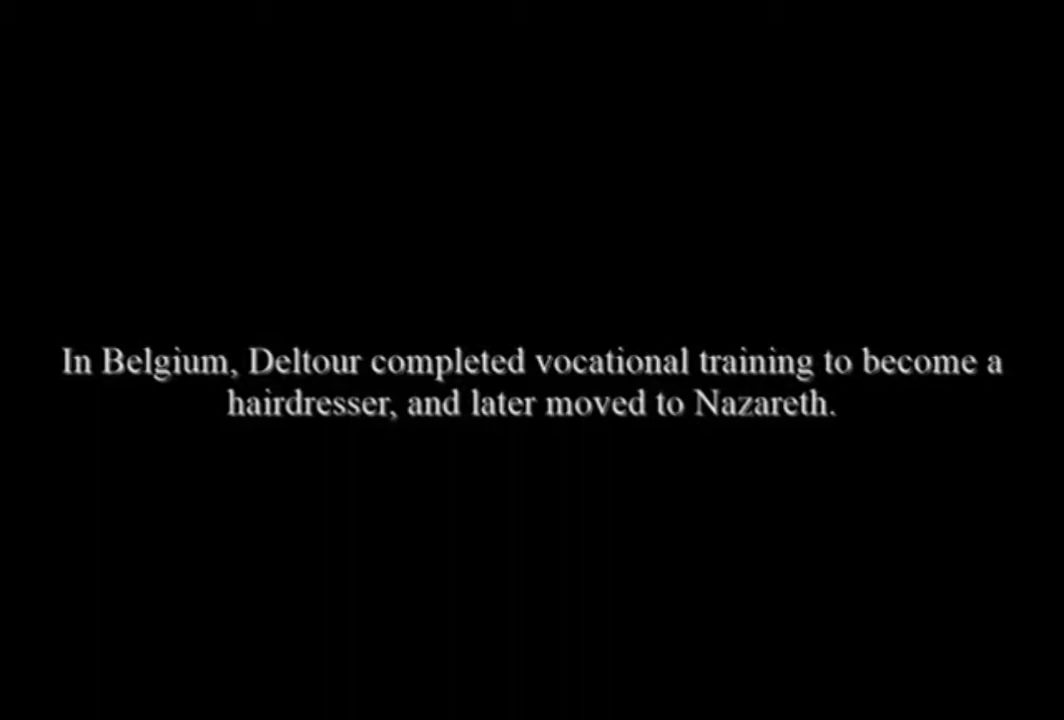 In Belgium, Deltour completed vocational training to become a
hairdresser, and later moved to Nazareth.